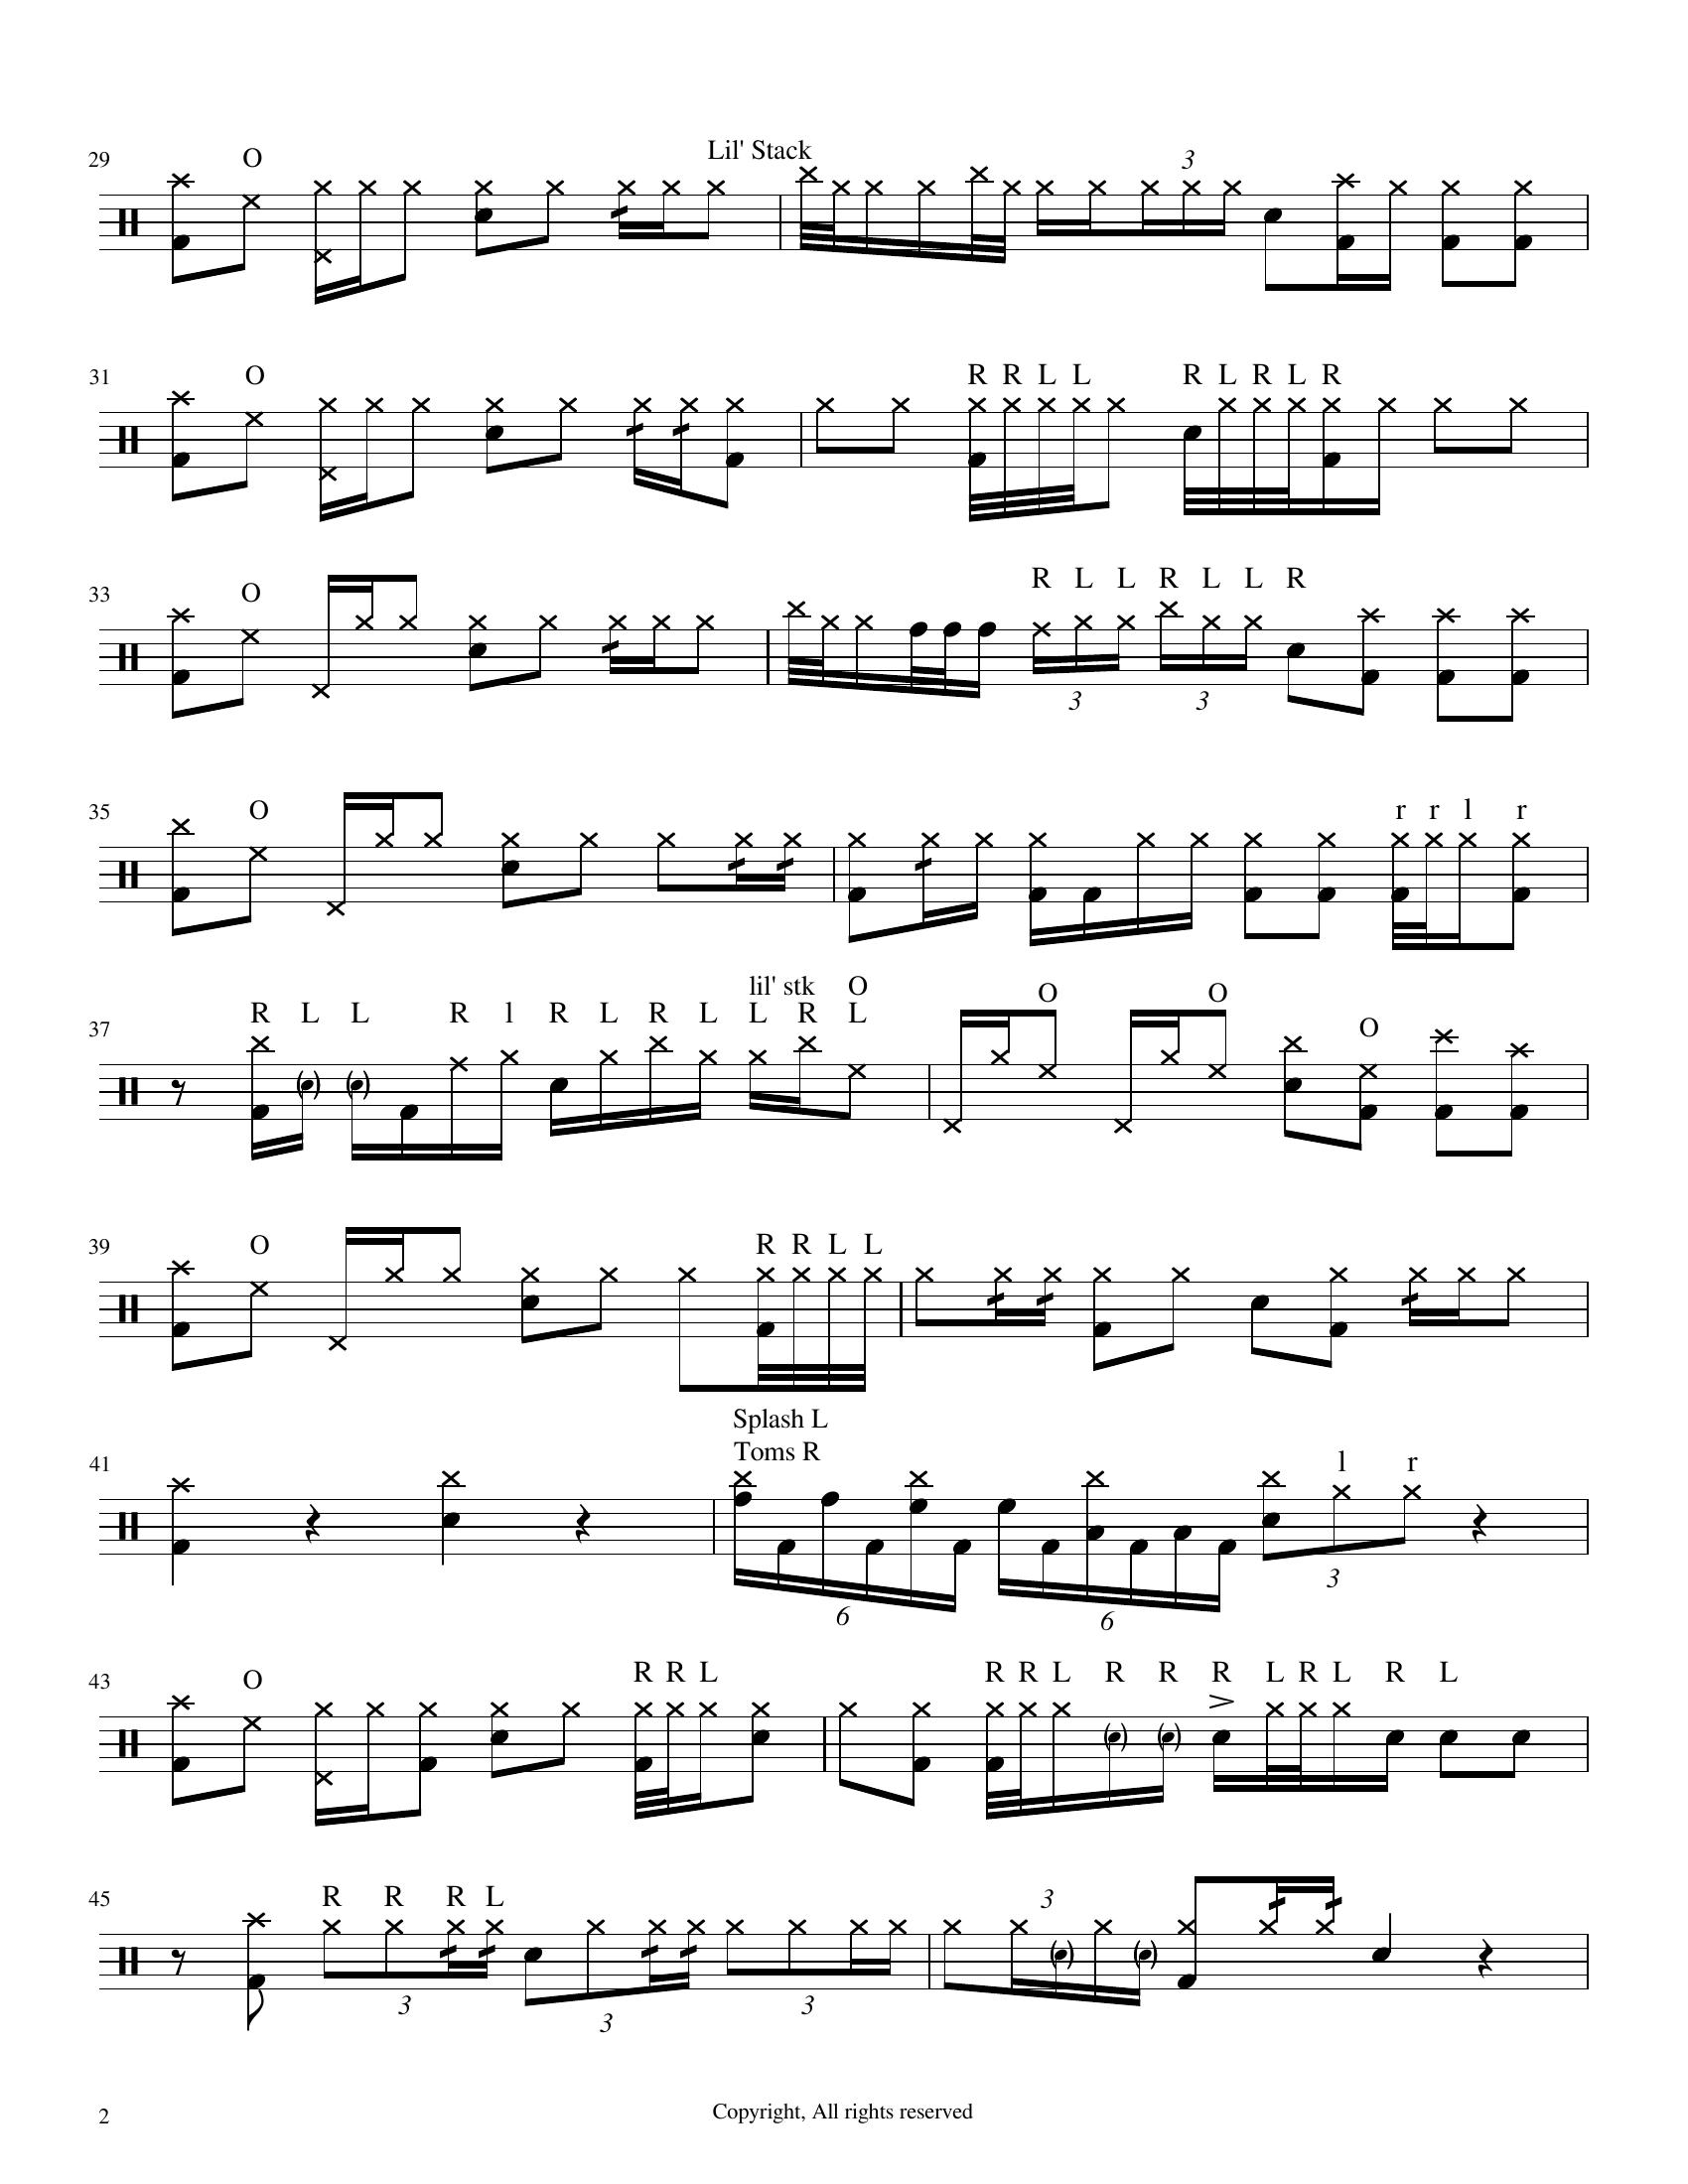 Lil' Stack
29 O 3
31 O R R L L R L R L R
33 O R L L R L L R
3 3
35 O r r l r
lil' stk O
R L L R l R L R L L R L O O
37 O
39 O R R L L
Splash L
Toms R
41 l r
3
6 6
43 O R R L R R L R R R L R L R L
45 R R R L 3
3 3 3
2 Copyright, All rights reserved